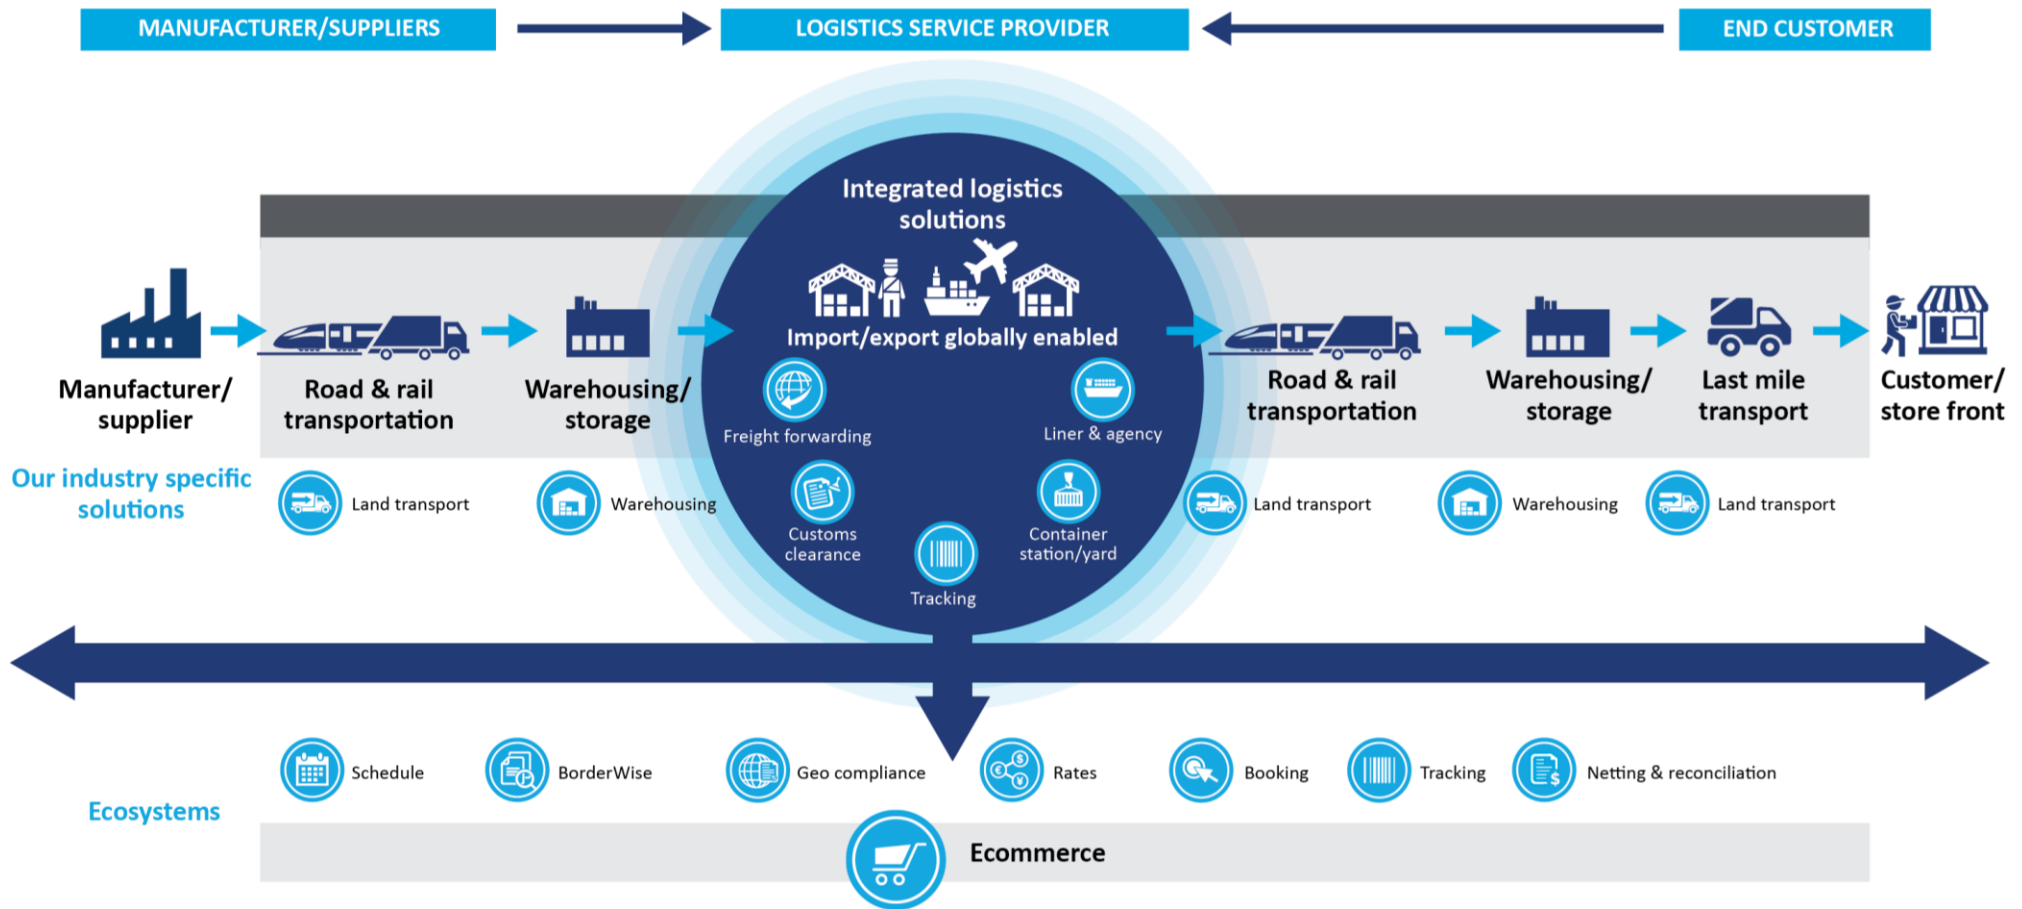 MANUFACTURER/SUPPLIERS
LOGISTICS SERVICE PROVIDER
END CUSTOMER
Integrated logistics
solutions
Import/export globally enabled
Manufacturer/
supplier
Road & rail
transportation
Warehousing/
storage
Freight forwarding
Liner & agency
Customs
clearance
Container
station/yard
Tracking
Road & rail
transportation
Warehousing/
storage
Last mile
transport
Customer/
store front
Our industry specific
solutions
Land transport
Warehousing
Land transport
Warehousing
Land transport
Ecosystems
Schedule
BorderWise
Geo compliance
Rates
Booking
Tracking
Netting & reconciliation
Ecommerce